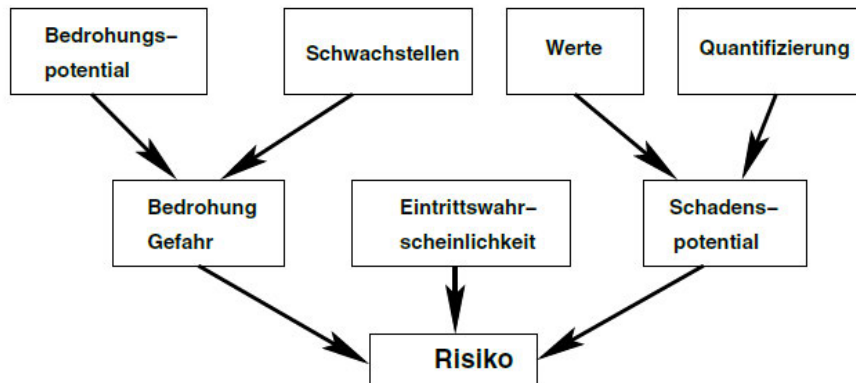 Bedrohungs–
potential
Schwachstellen
Werte
Quantifizierung
Bedrohung
Gefahr
Eintrittswahr–
scheinlichkeit
Schadens–
potential
Risiko